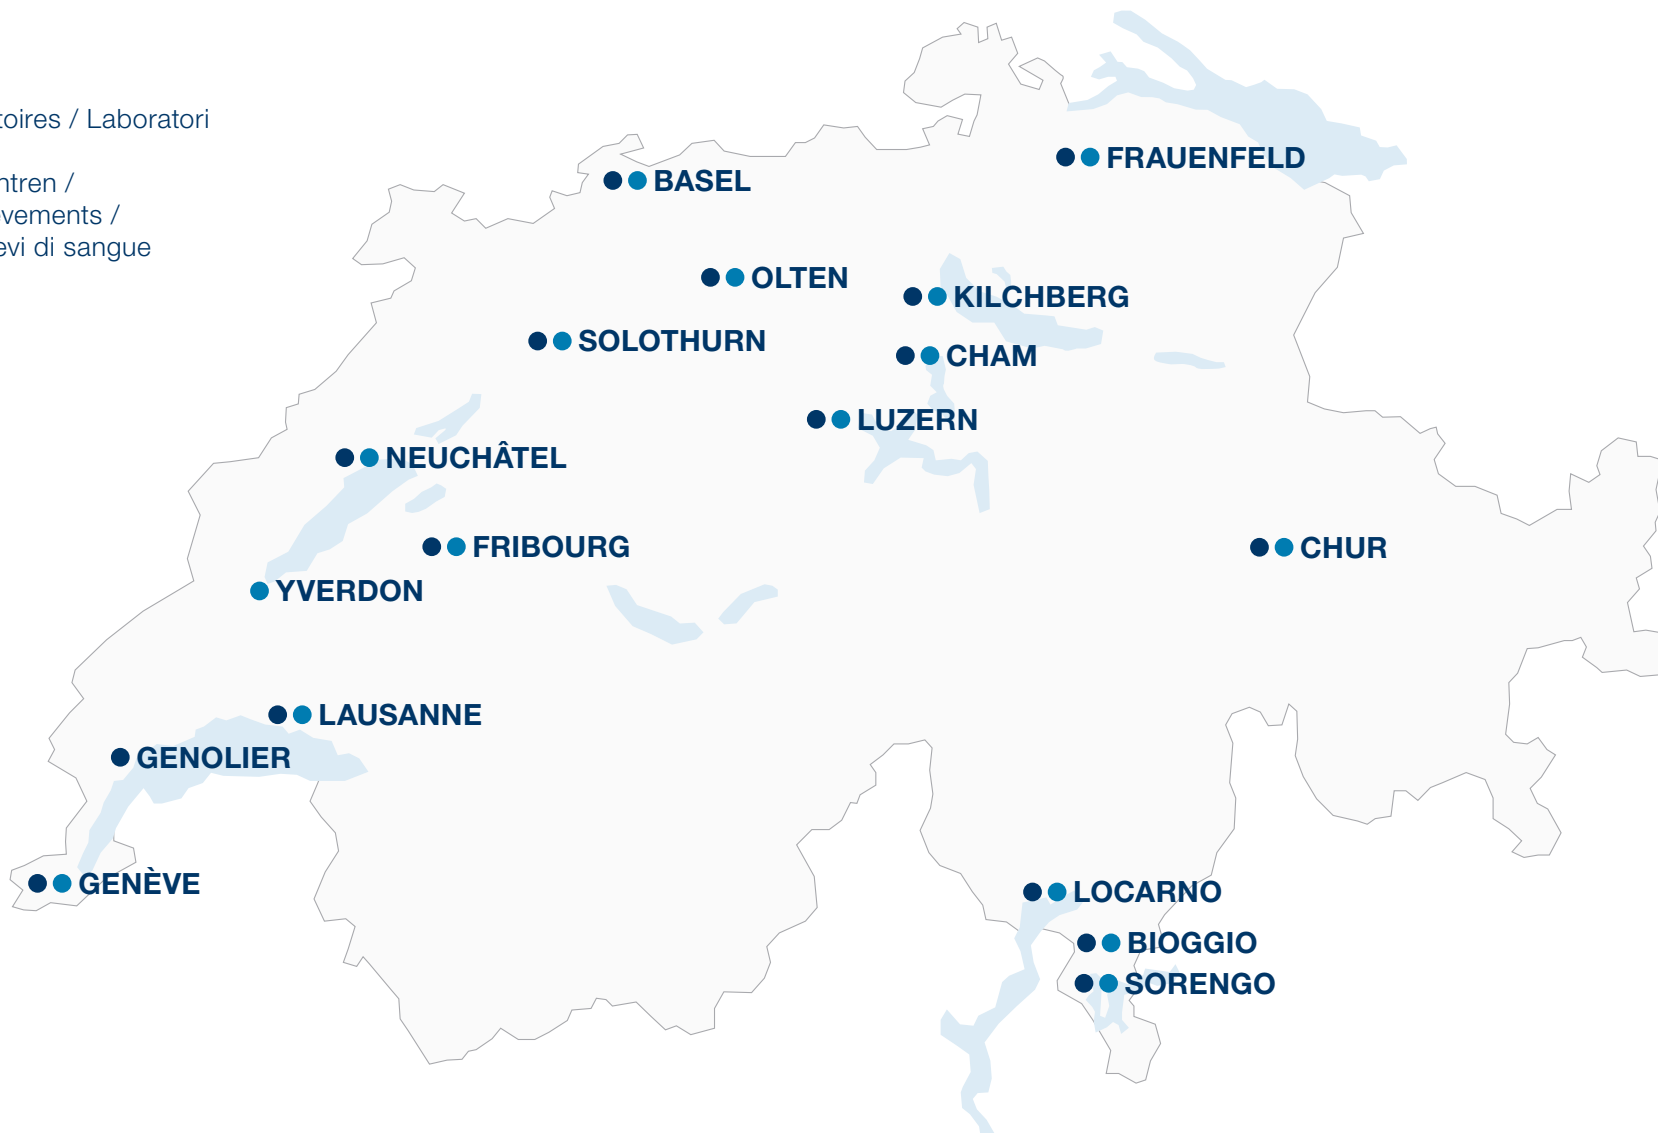 toires / Laboratori
ntren /
vements /
evi di sangue
FRAUENFELD
BASEL
OLTEN
KILCHBERG
SOLOTHURN
CHAM
LUZERN
NEUCHÂTEL
FRIBOURG
CHUR
YVERDON
LAUSANNE
GENOLIER
GENÈVE
LOCARNO
BIOGGIO
SORENGO